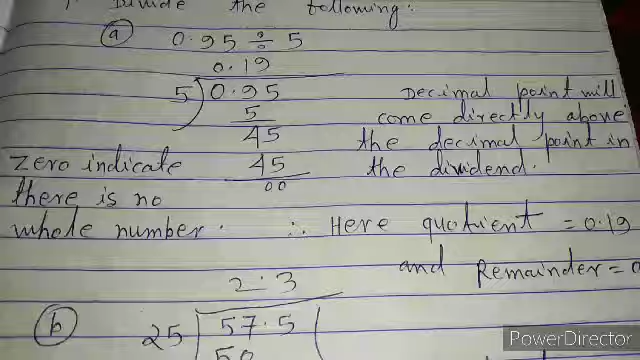 1. Divide the following:
(a) 0.95 ÷ 5
0.19
5) 0.95
5
45
45
00
Decimal point will
come directly above
the decimal point in
the dividend.
Zero indicate
there is no
whole number.
∴ Here quotient = 0.19
and Remainder = 0
2.3
(b) 25) 57.5 (
50
PowerDirector